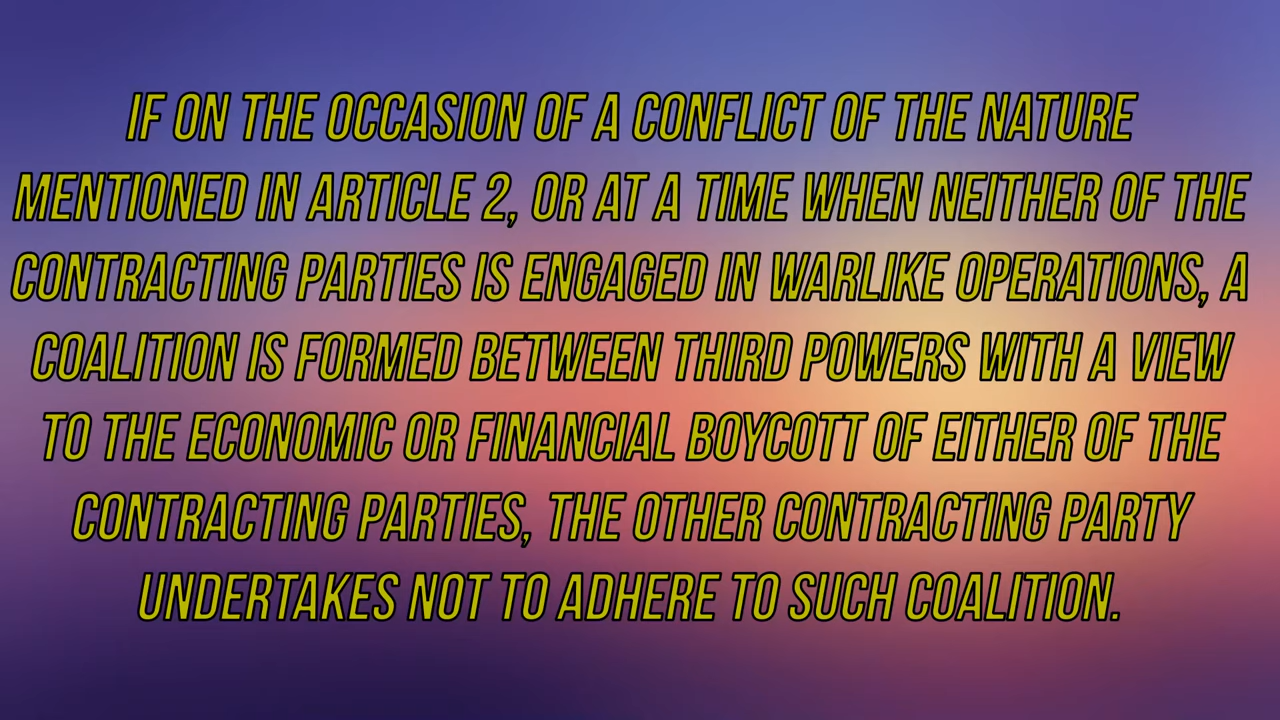 IF ON THE OCCASION OF A CONFLICT OF THE NATURE
MENTIONED IN ARTICLE 2, OR AT A TIME WHEN NEITHER OF THE
CONTRACTING PARTIES IS ENGAGED IN WARLIKE OPERATIONS, A
COALITION IS FORMED BETWEEN THIRD POWERS WITH A VIEW
TO THE ECONOMIC OR FINANCIAL BOYCOTT OF EITHER OF THE
CONTRACTING PARTIES, THE OTHER CONTRACTING PARTY
UNDERTAKES NOT TO ADHERE TO SUCH COALITION.